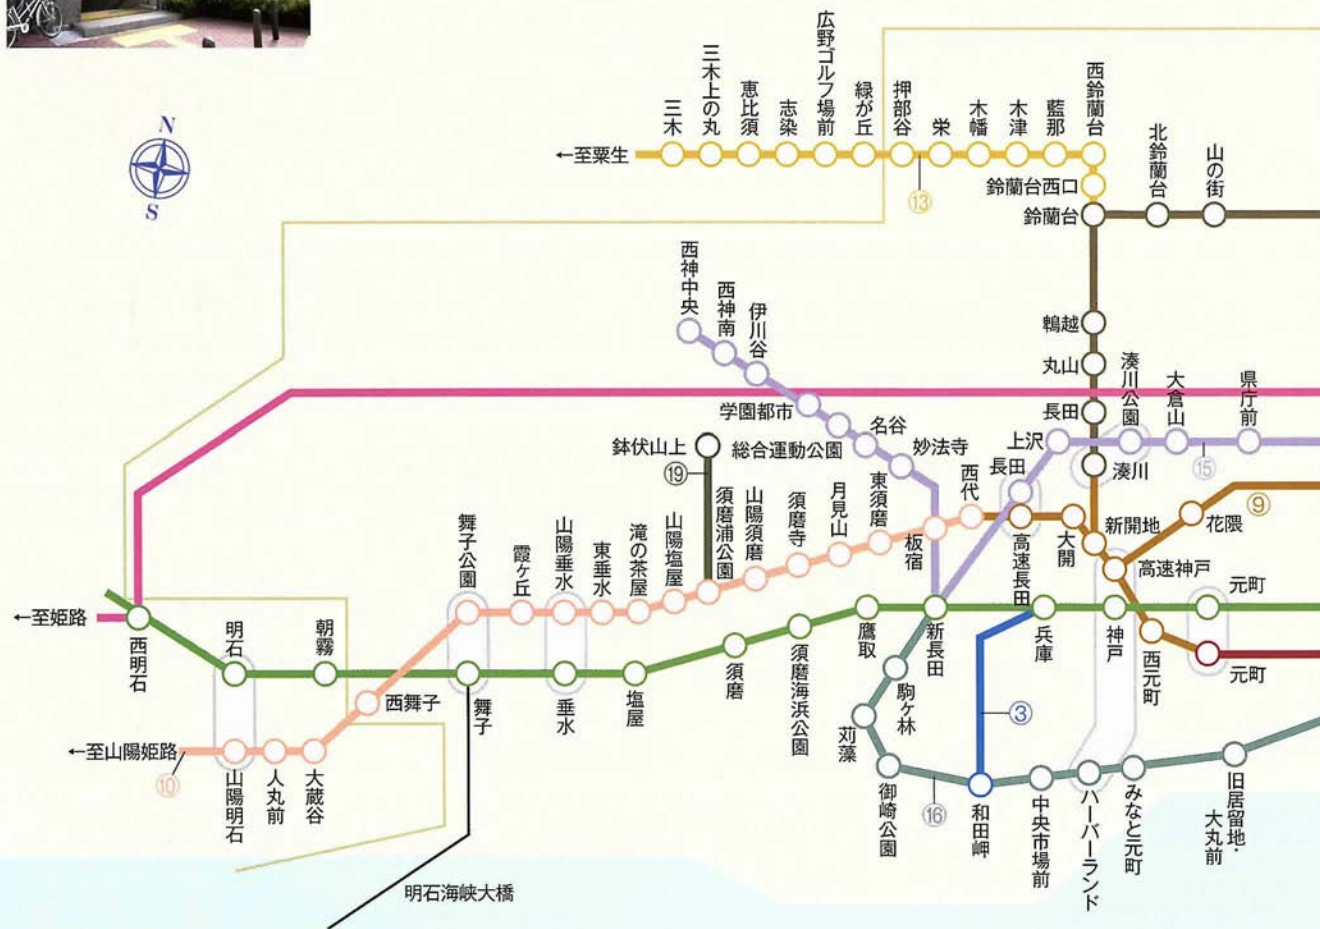 N
S
←至粟生
三木
三木上の丸
恵比須
志染
広野ゴルフ場前
緑が丘
押部谷
栄
木幡
木津
藍那
西鈴蘭台
⑬
鈴蘭台西口
鈴蘭台
北鈴蘭台
山の街
鵯越
丸山
長田
湊川
湊川公園
大倉山
県庁前
⑮
上沢
長田
西神中央
西神南
伊川谷
学園都市
総合運動公園
名谷
妙法寺
板宿
新長田
鉢伏山上
⑲
西代
東須磨
月見山
須磨寺
山陽須磨
須磨浦公園
山陽塩屋
滝の茶屋
東垂水
山陽垂水
霞ヶ丘
舞子公園
西舞子
大蔵谷
人丸前
山陽明石
←至山陽姫路
⑩
高速長田
大開
新開地
高速神戸
花隈
⑨
西元町
元町
元町
←至姫路
西明石
明石
朝霧
舞子
垂水
塩屋
須磨
須磨海浜公園
鷹取
兵庫
神戸
③
駒ヶ林
苅藻
御崎公園
⑯
和田岬
中央市場前
ハーバーランド
みなと元町
旧居留地・
大丸前
明石海峡大橋